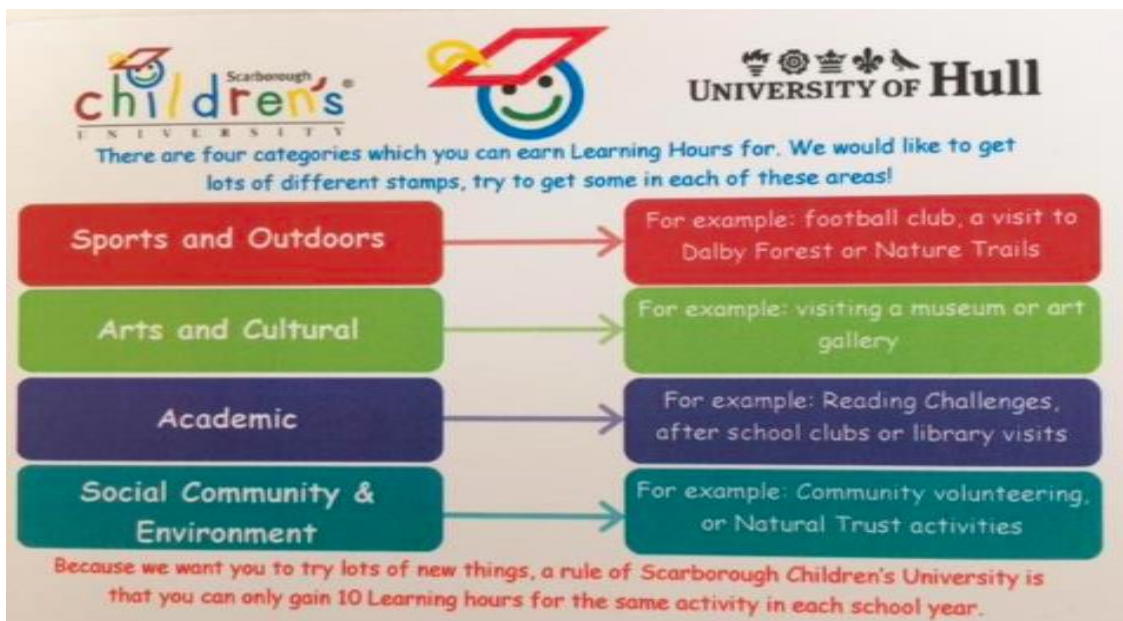 Scarborough
children's®
UNIVERSITY
UNIVERSITY OF Hull
There are four categories which you can earn Learning Hours for. We would like to get
lots of different stamps, try to get some in each of these areas!
Sports and Outdoors
For example: football club, a visit to
Dalby Forest or Nature Trails
Arts and Cultural
For example: visiting a museum or art
gallery
Academic
For example: Reading Challenges,
after school clubs or library visits
Social Community &
Environment
For example: Community volunteering,
or Natural Trust activities
Because we want you to try lots of new things, a rule of Scarborough Children's University is
that you can only gain 10 Learning hours for the same activity in each school year.